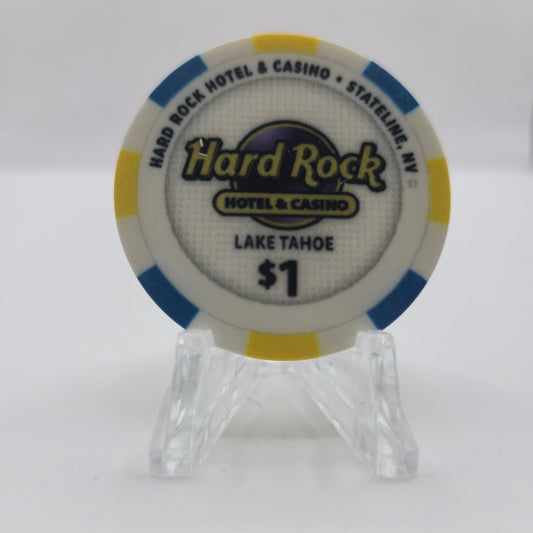 HARD ROCK HOTEL & CASINO • STATELINE, NV
Hard Rock
HOTEL & CASINO
LAKE TAHOE
$1